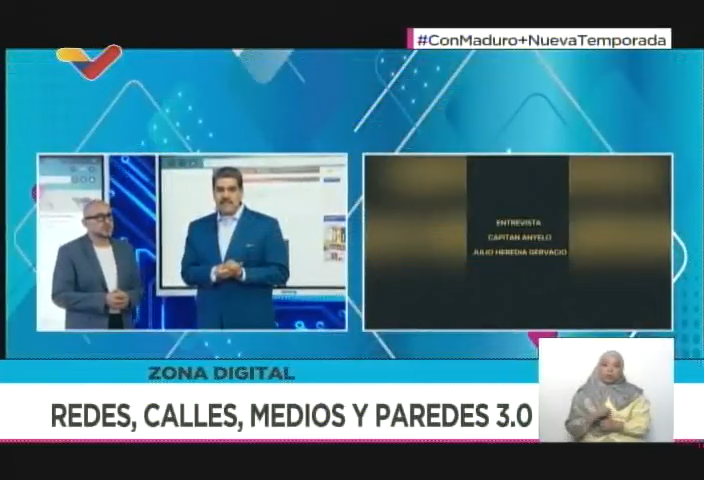 #ConMaduro+NuevaTemporada
ENTREVISTA
CAPITAN ANYELO
JULIO HEREDIA GERVACIO
ZONA DIGITAL
REDES, CALLES, MEDIOS Y PAREDES 3.0